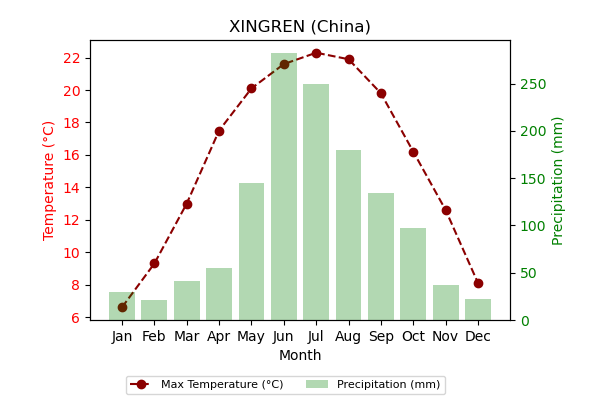 XINGREN (China)
Temperature (°C)
22
20
18
16
14
12
10
8
6
250
200
150
100
50
0
Precipitation (mm)
Jan Feb Mar Apr May Jun Jul Aug Sep Oct Nov Dec
Month
Max Temperature (°C) Precipitation (mm)